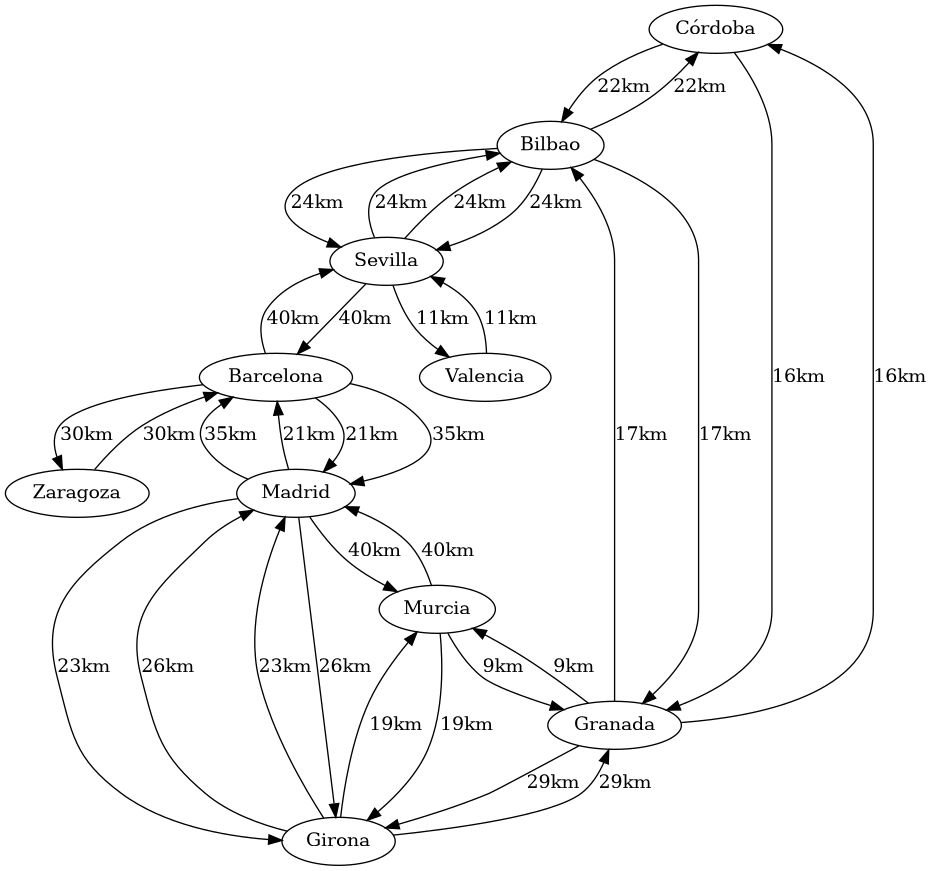 Córdoba
22km 22km
Bilbao
24km 24km 24km 24km
Sevilla
40km 40km 11km 11km
Barcelona Valencia
16km 16km
30km 30km 35km 21km 21km 35km 17km 17km
Zaragoza Madrid
40km 40km
Murcia
23km 26km 23km 26km 9km 9km
19km 19km Granada
29km 29km
Girona